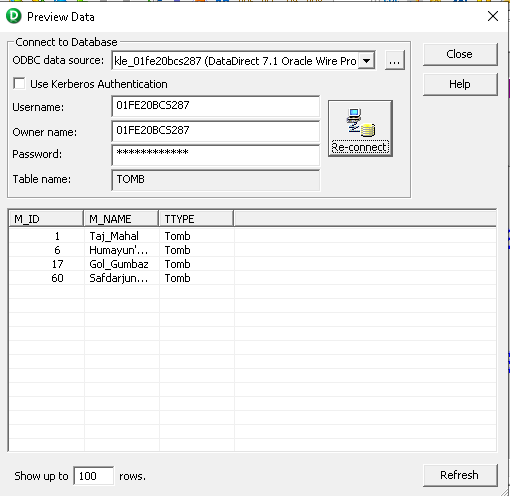 Preview Data
Connect to Database
ODBC data source: kle_01fe20bcs287 (DataDirect 7.1 Oracle Wire Pro ...
Close
Use Kerberos Authentication
Help
Username: 01FE20BCS287
Owner name: 01FE20BCS287
Password: ************
Re-connect
Table name: TOMB
M_ID M_NAME TTYPE
1 Taj_Mahal Tomb
6 Humayun'... Tomb
17 Gol_Gumbaz Tomb
60 Safdarjun... Tomb
Show up to 100 rows.
Refresh